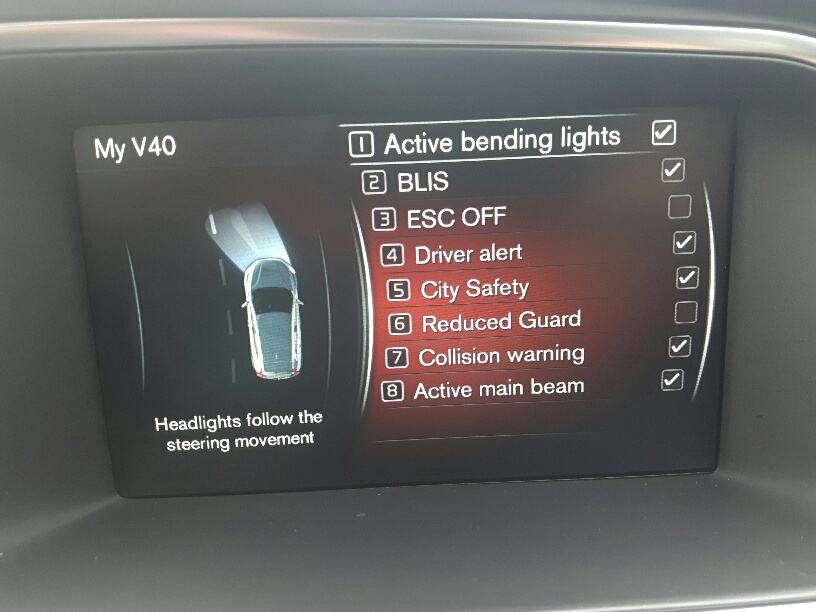 My V40
1 Active bending lights
2 BLIS
3 ESC OFF
4 Driver alert
5 City Safety
6 Reduced Guard
7 Collision warning
8 Active main beam
Headlights follow the
steering movement